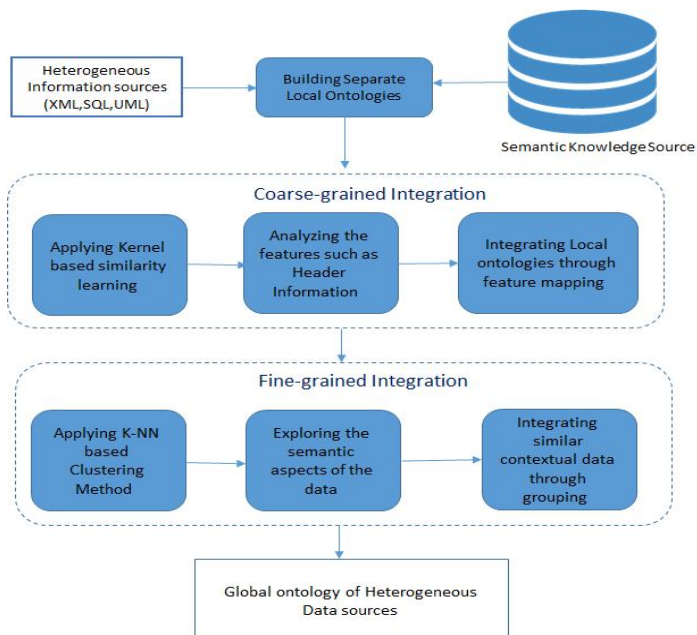 Heterogeneous
Information sources
(XML,SQL,UML)
Building Separate
Local Ontologies
Semantic Knowledge Source
Coarse-grained Integration
Applying Kernel
based similarity
learning
Analyzing the
features such as
Header
Information
Integrating Local
ontologies through
feature mapping
Fine-grained Integration
Applying K-NN
based
Clustering
Method
Exploring the
semantic
aspects of the
data
Integrating
similar
contextual data
through
grouping
Global ontology of Heterogeneous
Data sources